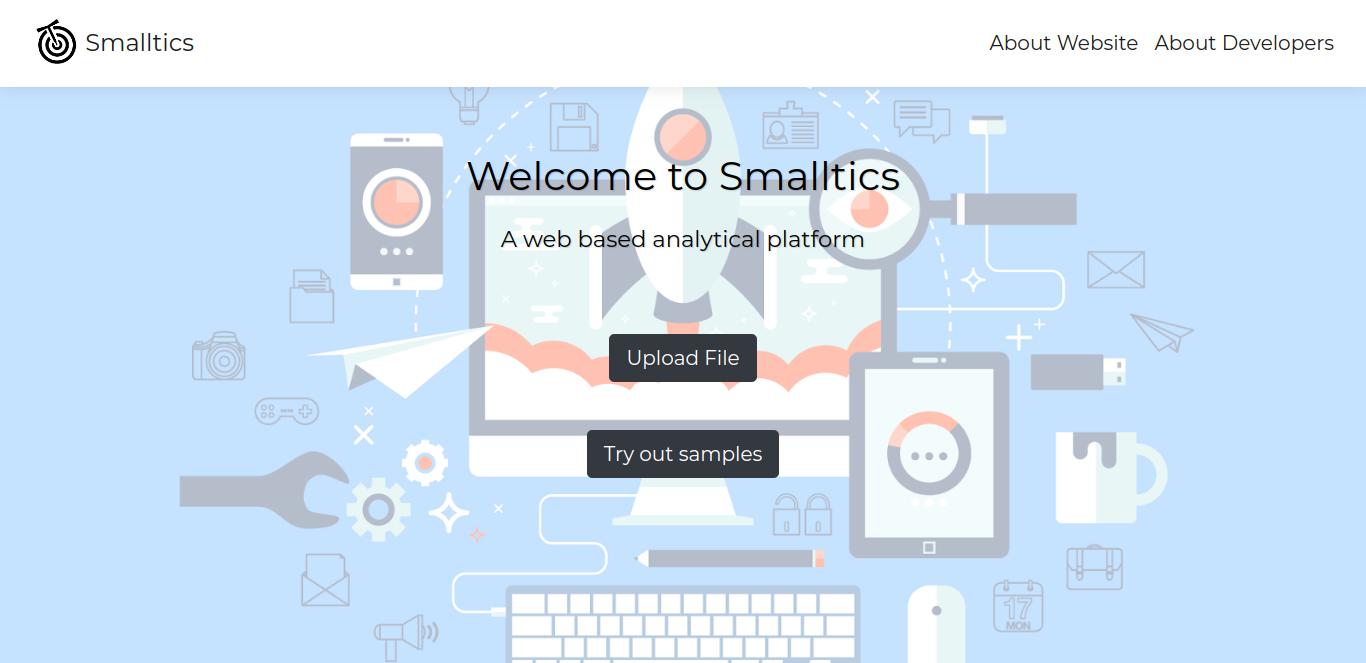 Smalltics
About Website About Developers
Welcome to Smalltics
A web based analytical platform
Upload File
Try out samples
17
MON